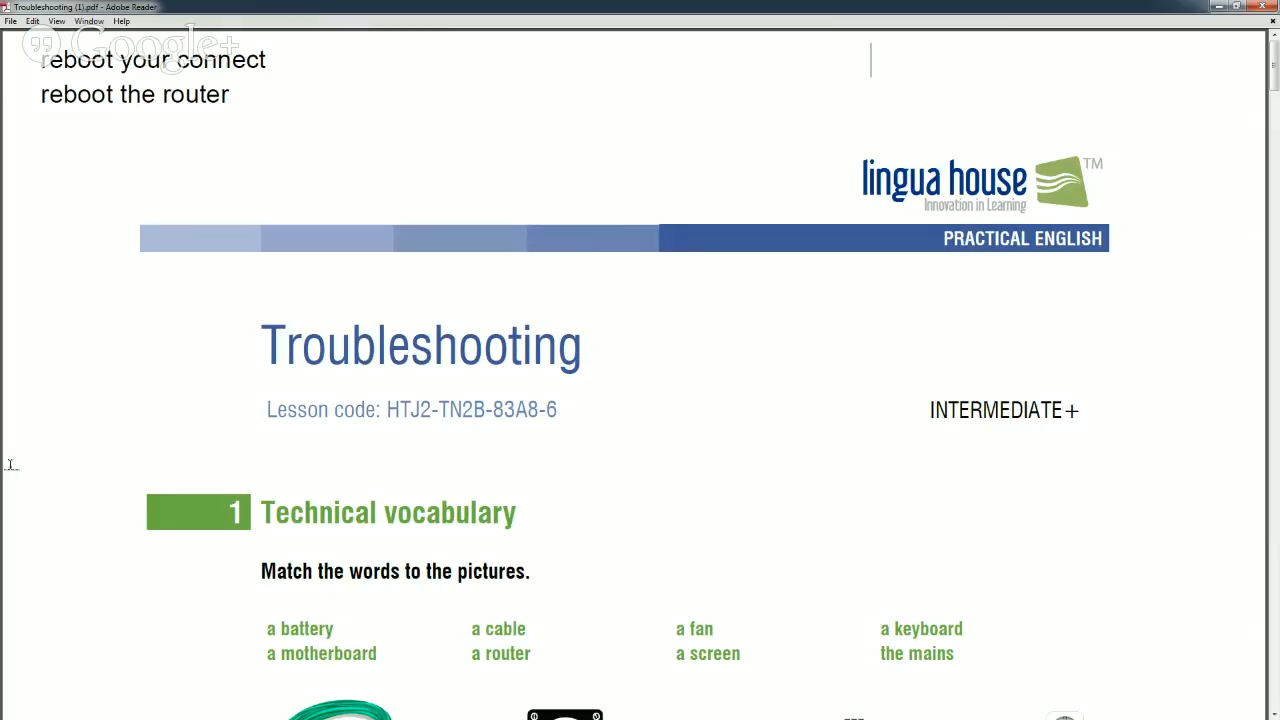 Troubleshooting (1).pdf - Adobe Reader
File Edit View Window Help
Google+
reboot your connect
reboot the router
lingua house TM
Innovation in Learning
PRACTICAL ENGLISH
Troubleshooting
Lesson code: HTJ2-TN2B-83A8-6
INTERMEDIATE+
1 Technical vocabulary
Match the words to the pictures.
a battery a cable a fan a keyboard
a motherboard a router a screen the mains